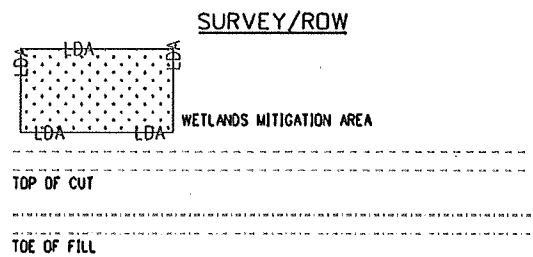 SURVEY/ROW
LDA
LDA
LDA
LDA
LDA
WETLANDS MITIGATION AREA
TOP OF CUT
TOE OF FILL